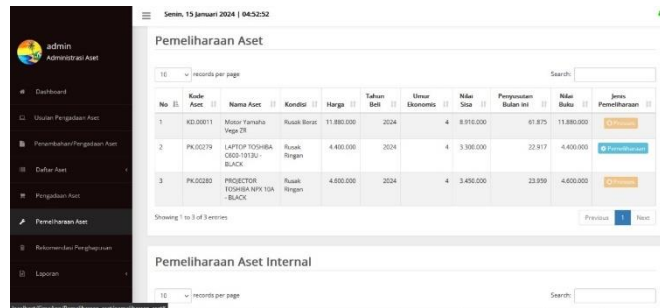 Senin, 15 Januari 2024 | 04:52:52
admin
Administrasi Aset
Dashboard
Usulan Pengadaan Aset
Penambahan/Pengadaan Aset
Daftar Aset
Pengadaan Aset
Pemeliharaan Aset
Rekomendasi Penghapusan
Laporan
Pemeliharaan Aset
10 records per page Search:
No Kode Aset Nama Aset Kondisi Harga Tahun Beli Umur Ekonomis Nilai Sisa Penyusutan Bulan ini Nilai Buku Jenis Pemeliharaan
1 KD.00011 Motor Yamaha Vega ZR Rusak Berat 11.880.000 2024 4 8.910.000 61.875 11.880.000
2 PK.00279 LAPTOP TOSHIBA C600-1013U - BLACK Rusak Ringan 4.400.000 2024 4 3.300.000 22.917 4.400.000 Pemeliharaan
3 PK.00280 PROJECTOR TOSHIBA NPX 10A - BLACK Rusak Ringan 4.600.000 2024 4 3.450.000 23.959 4.600.000
Showing 1 to 3 of 3 entries Previous 1 Next
Pemeliharaan Aset Internal
10 records per page Search: